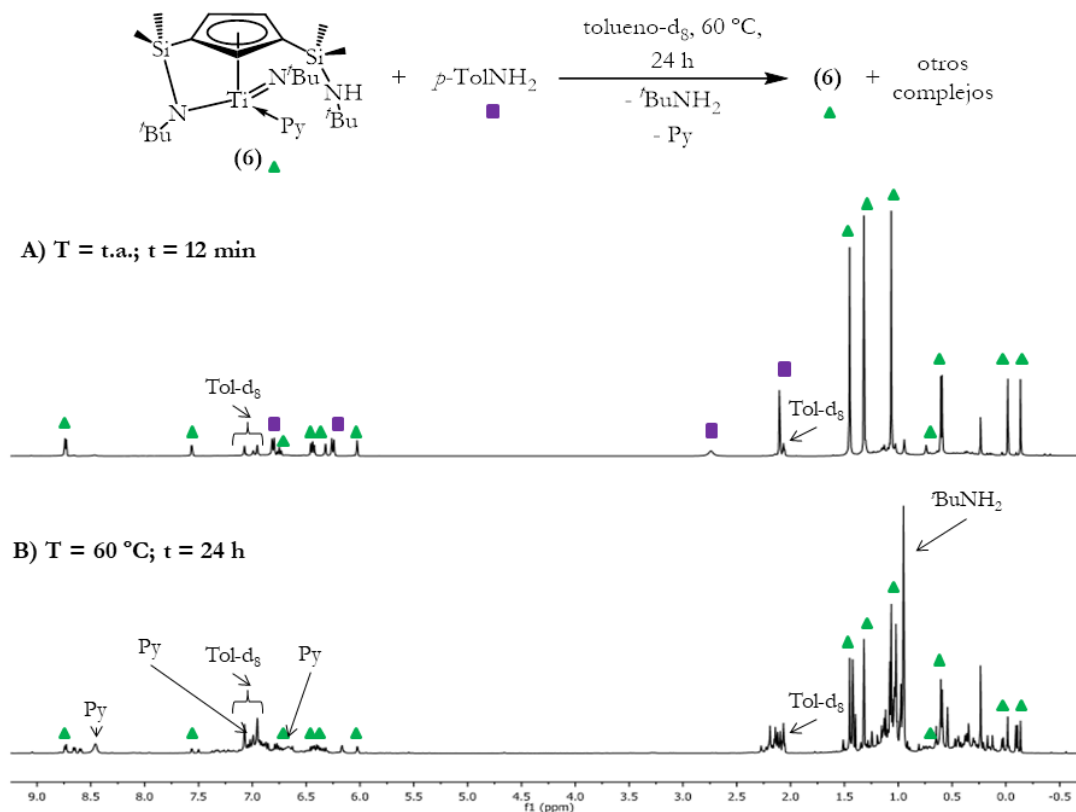 tolueno-d₈, 60 °C,
24 h
- ᵗBuNH₂
- Py
Si
N
ᵗBu
Ti
NᵗBu
Py
Si
NH
ᵗBu
(6)
+
p-TolNH₂
(6)
+
otros
complejos
A) T = t.a.; t = 12 min
Tol-d₈
Tol-d₈
B) T = 60 °C; t = 24 h
ᵗBuNH₂
Py
Py
Tol-d₈
Py
Tol-d₈
9.0 8.5 8.0 7.5 7.0 6.5 6.0 5.5 5.0 4.5 4.0 3.5 3.0 2.5 2.0 1.5 1.0 0.5 0.0 -0.5
f1 (ppm)